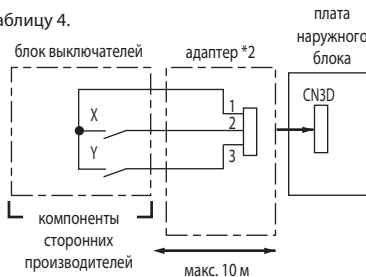 аблицу 4.
плата
наружного
блока
блок выключателей
адаптер *2
CN3D
X
1
2
Y
3
компоненты
сторонних
производителей
макс. 10 м